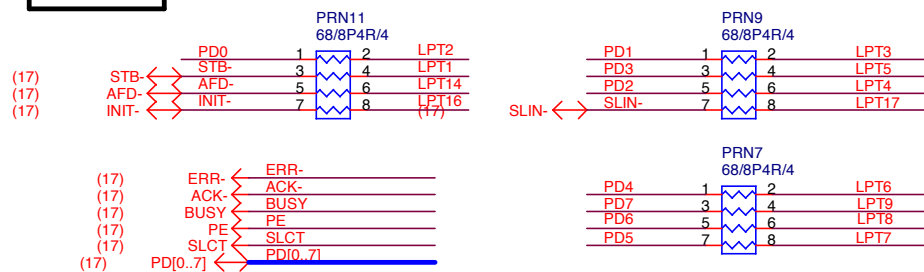 PRN11
68/8P4R/4
PD0 1 2 LPT2
(17) STB- STB- 3 4 LPT1
(17) AFD- AFD- 5 6 LPT14
(17) INIT- INIT- 7 8 LPT16
PRN9
68/8P4R/4
PD1 1 2 LPT3
PD3 3 4 LPT5
PD2 5 6 LPT4
(17) SLIN- SLIN- 7 8 LPT17
(17) ERR- ERR-
(17) ACK- ACK-
(17) BUSY BUSY
(17) PE PE
(17) SLCT SLCT
(17) PD[0..7] PD[0..7]
PRN7
68/8P4R/4
PD4 1 2 LPT6
PD7 3 4 LPT9
PD6 5 6 LPT8
PD5 7 8 LPT7